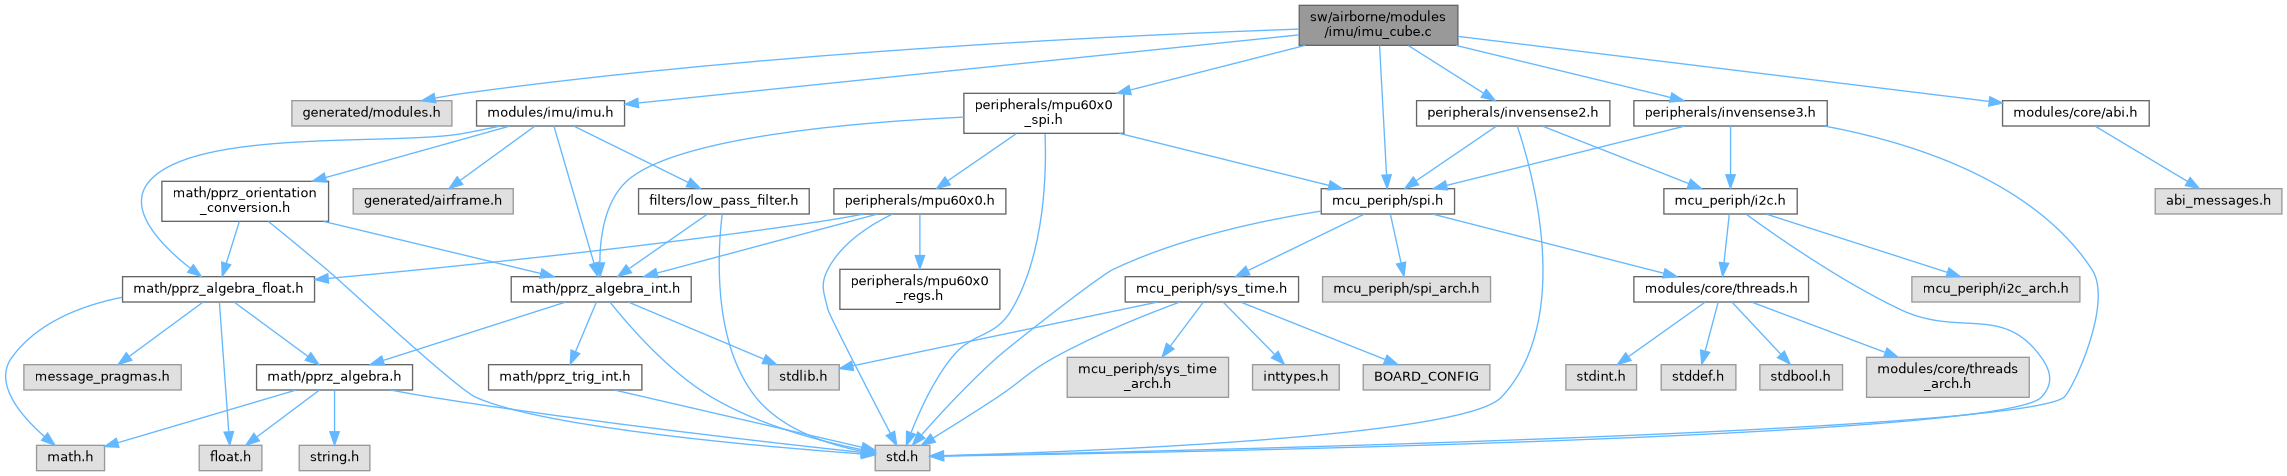 sw/airborne/modules
/imu/imu_cube.c
generated/modules.h
modules/imu/imu.h
peripherals/mpu60x0
_spi.h
peripherals/invensense2.h
peripherals/invensense3.h
modules/core/abi.h
math/pprz_orientation
_conversion.h
generated/airframe.h
filters/low_pass_filter.h
peripherals/mpu60x0.h
mcu_periph/spi.h
mcu_periph/i2c.h
abi_messages.h
math/pprz_algebra_float.h
math/pprz_algebra_int.h
peripherals/mpu60x0
_regs.h
mcu_periph/sys_time.h
mcu_periph/spi_arch.h
modules/core/threads.h
mcu_periph/i2c_arch.h
message_pragmas.h
math/pprz_algebra.h
math/pprz_trig_int.h
stdlib.h
mcu_periph/sys_time
_arch.h
inttypes.h
BOARD_CONFIG
stdint.h
stddef.h
stdbool.h
modules/core/threads
_arch.h
math.h
float.h
string.h
std.h